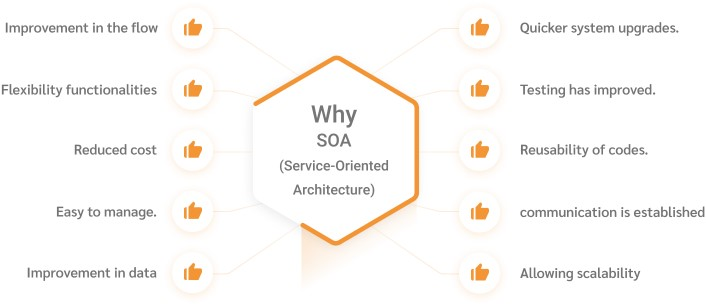 Improvement in the flow
Flexibility functionalities
Reduced cost
Easy to manage.
Improvement in data
Why
SOA
(Service-Oriented
Architecture)
Quicker system upgrades.
Testing has improved.
Reusability of codes.
communication is established
Allowing scalability